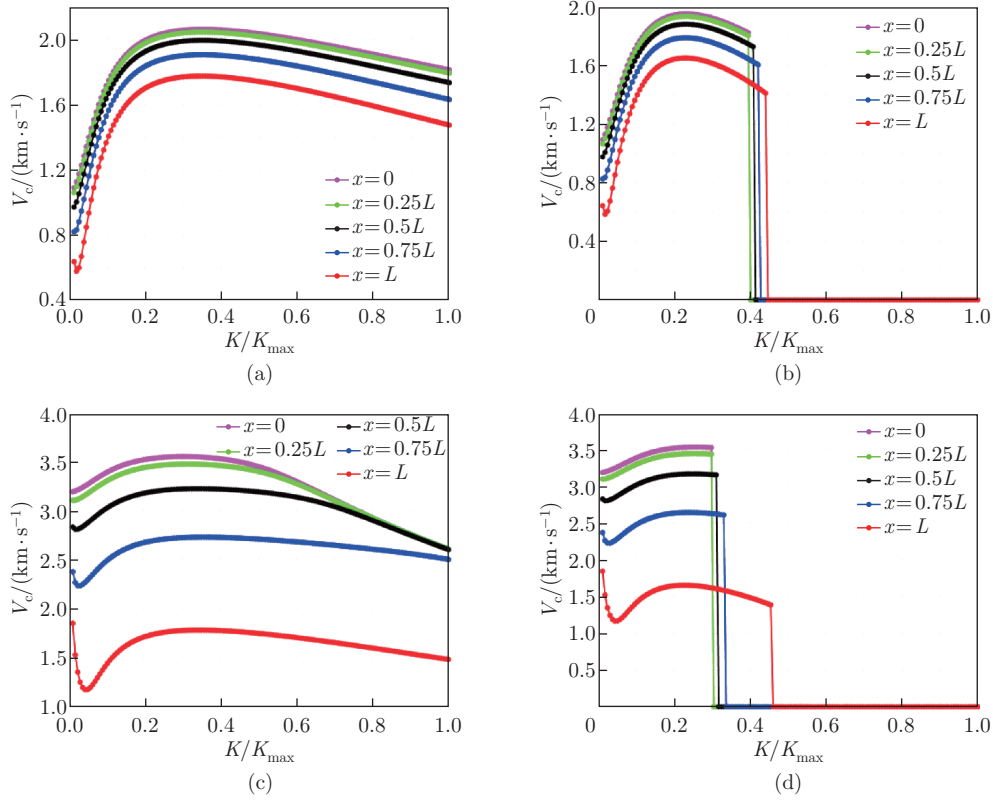 2.0
1.6
1.2
0.8
0.4
V_c/(km·s⁻¹)
x=0
x=0.25L
x=0.5L
x=0.75L
x=L
0.0 0.2 0.4 0.6 0.8 1.0
K/K_max
(a)
2.0
1.6
1.2
0.8
0.4
V_c/(km·s⁻¹)
x=0
x=0.25L
x=0.5L
x=0.75L
x=L
0 0.2 0.4 0.6 0.8 1.0
K/K_max
(b)
4.0
3.5
3.0
2.5
2.0
1.5
1.0
V_c/(km·s⁻¹)
x=0 x=0.5L
x=0.25L x=0.75L
x=L
0 0.2 0.4 0.6 0.8 1.0
K/K_max
(c)
4.0
3.5
3.0
2.5
2.0
1.5
1.0
0.5
V_c/(km·s⁻¹)
x=0
x=0.25L
x=0.5L
x=0.75L
x=L
0 0.2 0.4 0.6 0.8 1.0
K/K_max
(d)